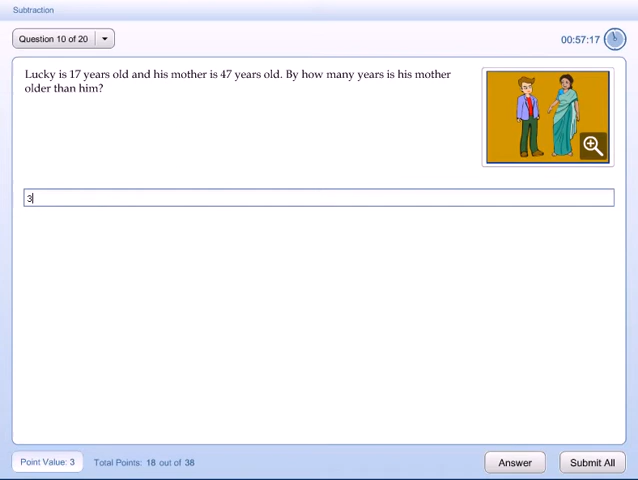 Subtraction
Question 10 of 20
00:57:17
Lucky is 17 years old and his mother is 47 years old. By how many years is his mother
older than him?
3
Point Value: 3
Total Points: 18 out of 38
Answer
Submit All